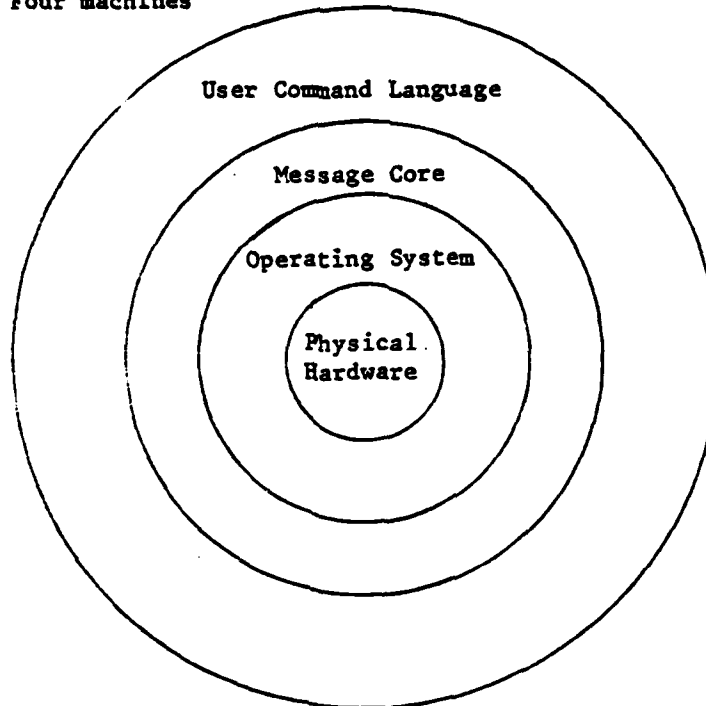 Four machines
User Command Language
Message Core
Operating System
Physical
Hardware